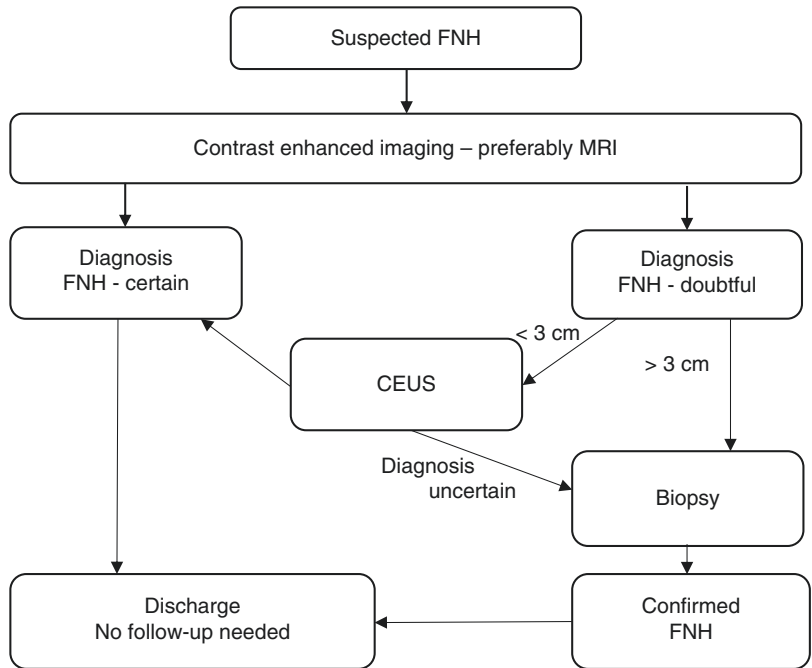 Suspected FNH
Contrast enhanced imaging – preferably MRI
Diagnosis
FNH - certain
Diagnosis
FNH - doubtful
< 3 cm
> 3 cm
CEUS
Diagnosis
uncertain
Biopsy
Discharge
No follow-up needed
Confirmed
FNH